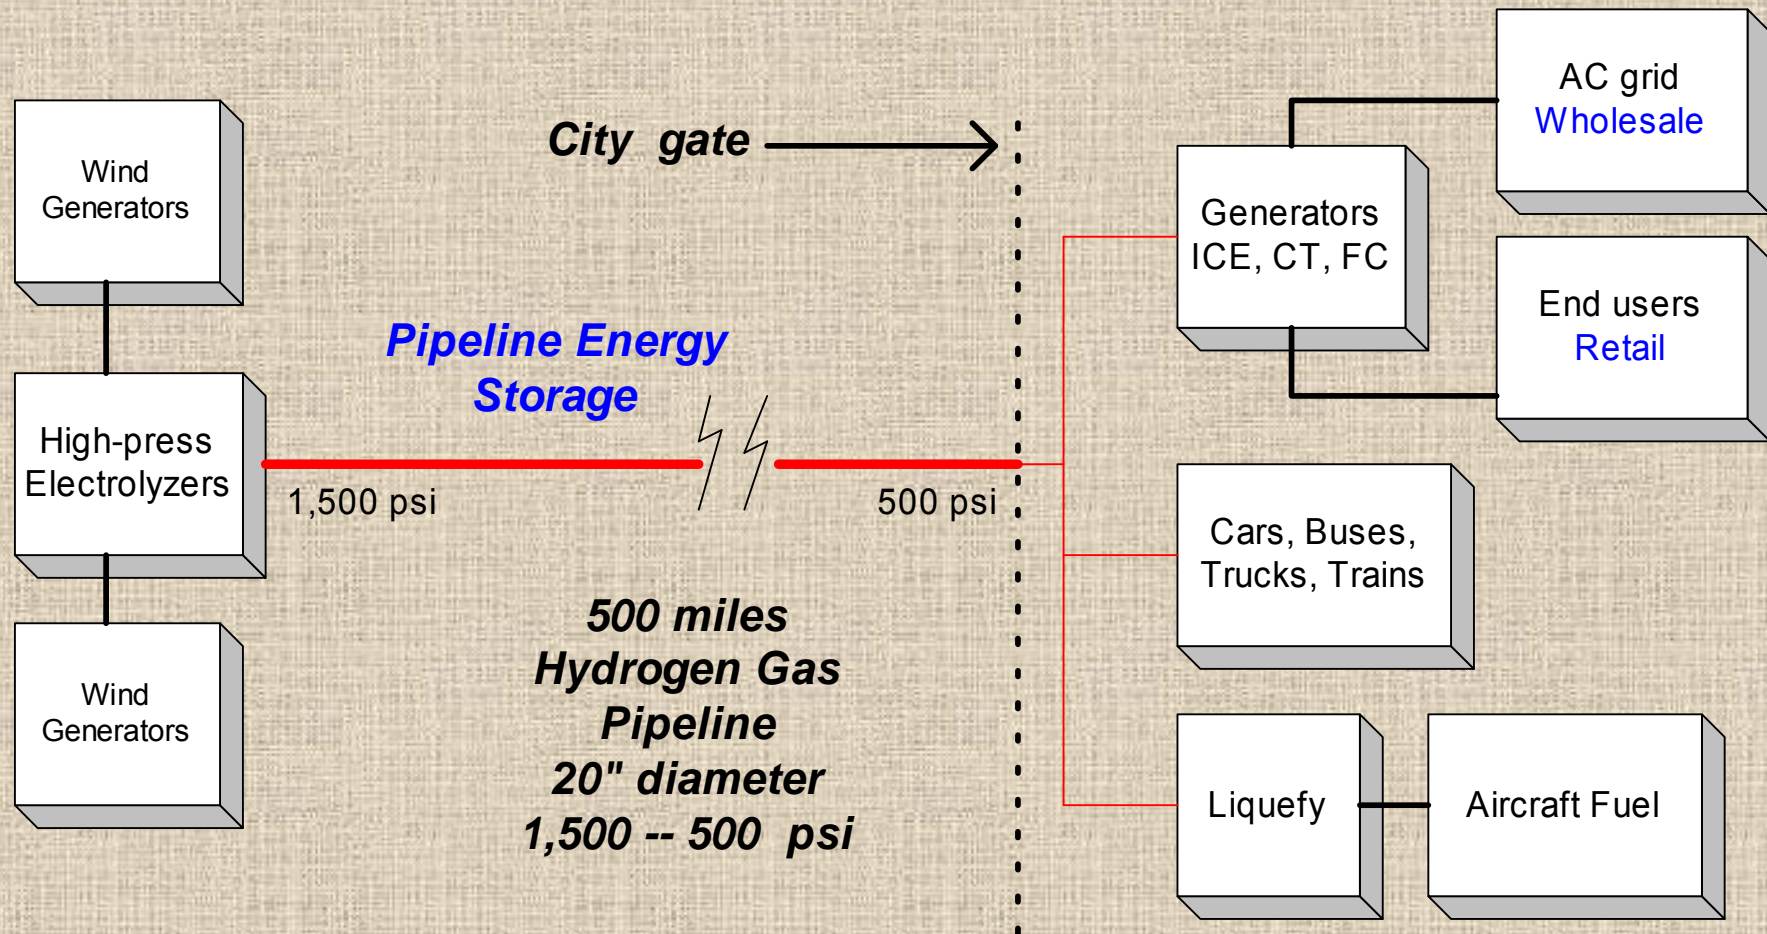 Wind
Generators
High-press
Electrolyzers
Wind
Generators
City gate
Pipeline Energy
Storage
1,500 psi
500 psi
500 miles
Hydrogen Gas
Pipeline
20" diameter
1,500 -- 500 psi
Generators
ICE, CT, FC
AC grid
Wholesale
End users
Retail
Cars, Buses,
Trucks, Trains
Liquefy
Aircraft Fuel